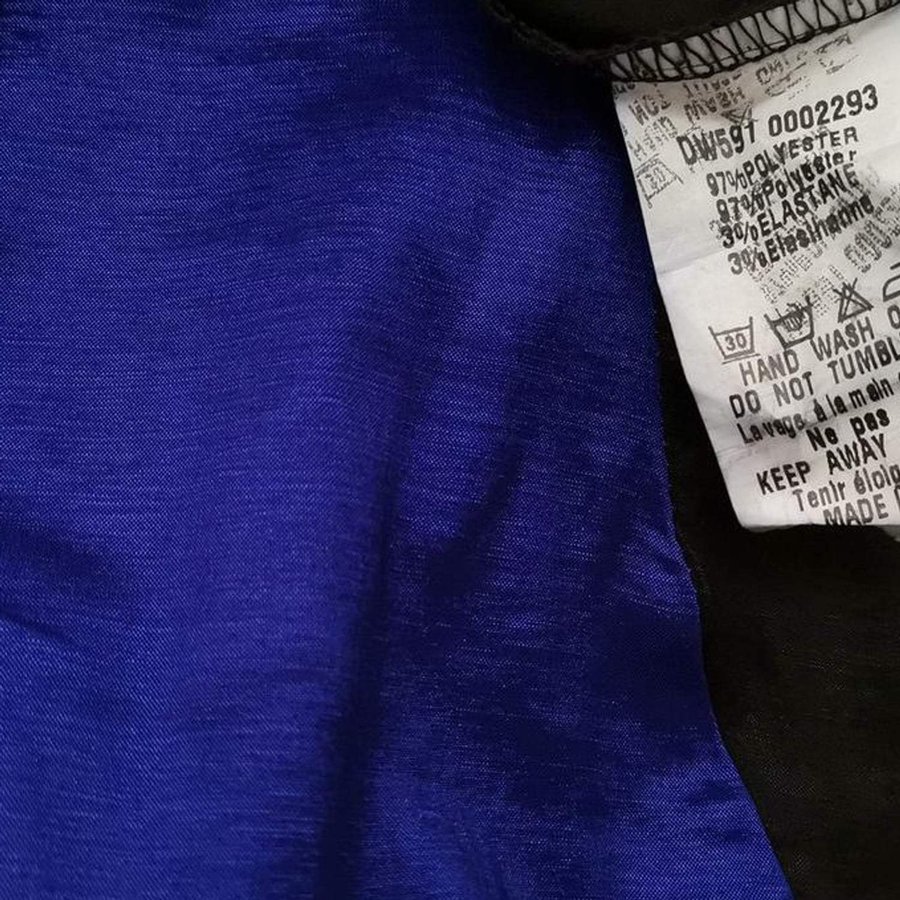 DW591 0002293
97%POLYESTER
97%Polyester
3%ELASTANE
3%Elasthanne
30
HAND WASH
DO NOT TUMBL
Lavage à la main
Ne pas
KEEP AWAY
Tenir éloig
MADE